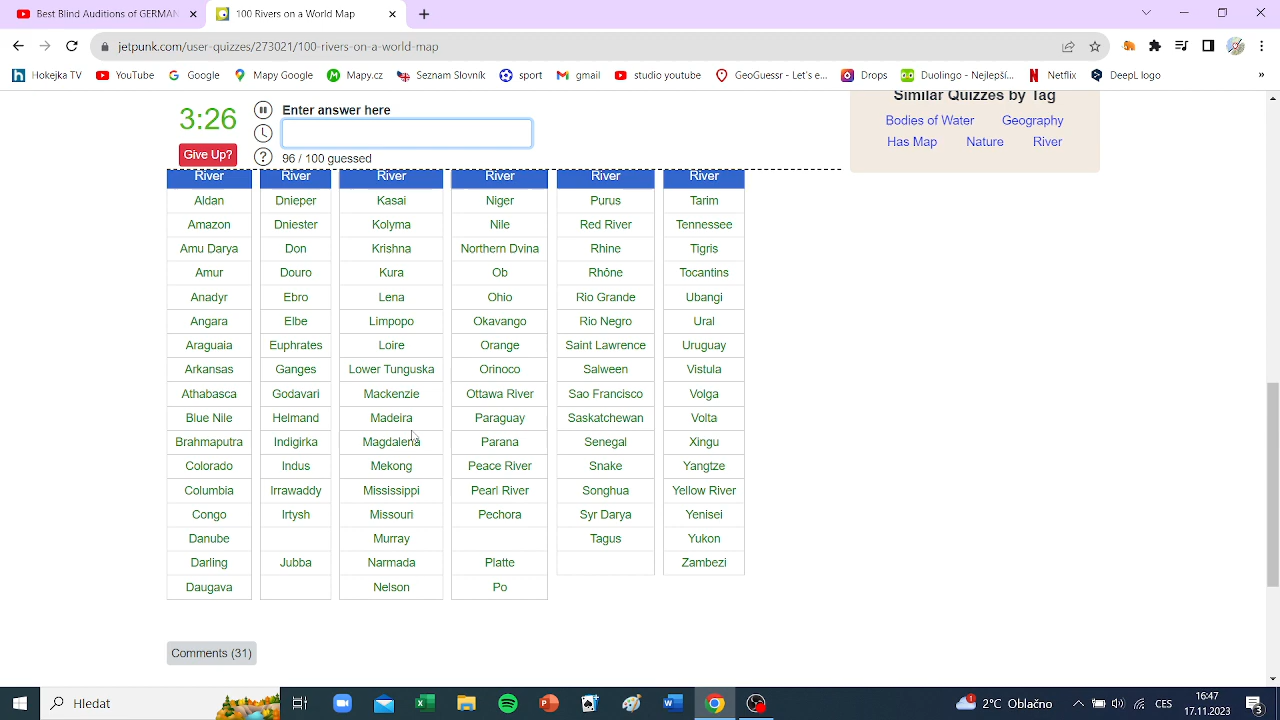 Best Blind Auditions of GERMAN
100 Rivers on a World Map
jetpunk.com/user-quizzes/273021/100-rivers-on-a-world-map
Hokejka TV YouTube Google Mapy Google Mapy.cz Seznam Slovník sport gmail studio youtube GeoGuessr - Let's e... Drops Duolingo - Nejlepší... Netflix DeepL logo »
3:26
Enter answer here
Give Up?
96 / 100 guessed
Similar Quizzes by Tag
Bodies of Water Geography
Has Map Nature River
River River River River River River
Aldan Dnieper Kasai Niger Purus Tarim
Amazon Dniester Kolyma Nile Red River Tennessee
Amu Darya Don Krishna Northern Dvina Rhine Tigris
Amur Douro Kura Ob Rhône Tocantins
Anadyr Ebro Lena Ohio Rio Grande Ubangi
Angara Elbe Limpopo Okavango Rio Negro Ural
Araguaia Euphrates Loire Orange Saint Lawrence Uruguay
Arkansas Ganges Lower Tunguska Orinoco Salween Vistula
Athabasca Godavari Mackenzie Ottawa River Sao Francisco Volga
Blue Nile Helmand Madeira Paraguay Saskatchewan Volta
Brahmaputra Indigirka Magdalena Parana Senegal Xingu
Colorado Indus Mekong Peace River Snake Yangtze
Columbia Irrawaddy Mississippi Pearl River Songhua Yellow River
Congo Irtysh Missouri Pechora Syr Darya Yenisei
Danube Murray Tagus Yukon
Darling Jubba Narmada Platte Zambezi
Daugava Nelson Po
Comments (31)
Hledat
2°C Oblačno
CES
16:47
17.11.2023